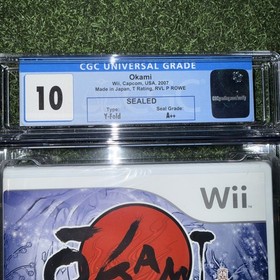 CGC UNIVERSAL GRADE
10
Okami
Wii, Capcom, USA, 2007
Made in Japan, T Rating, RVL P ROWE
SEALED
Type:
Seal Grade:
Y-Fold
A++
Wii
ŌKAMI